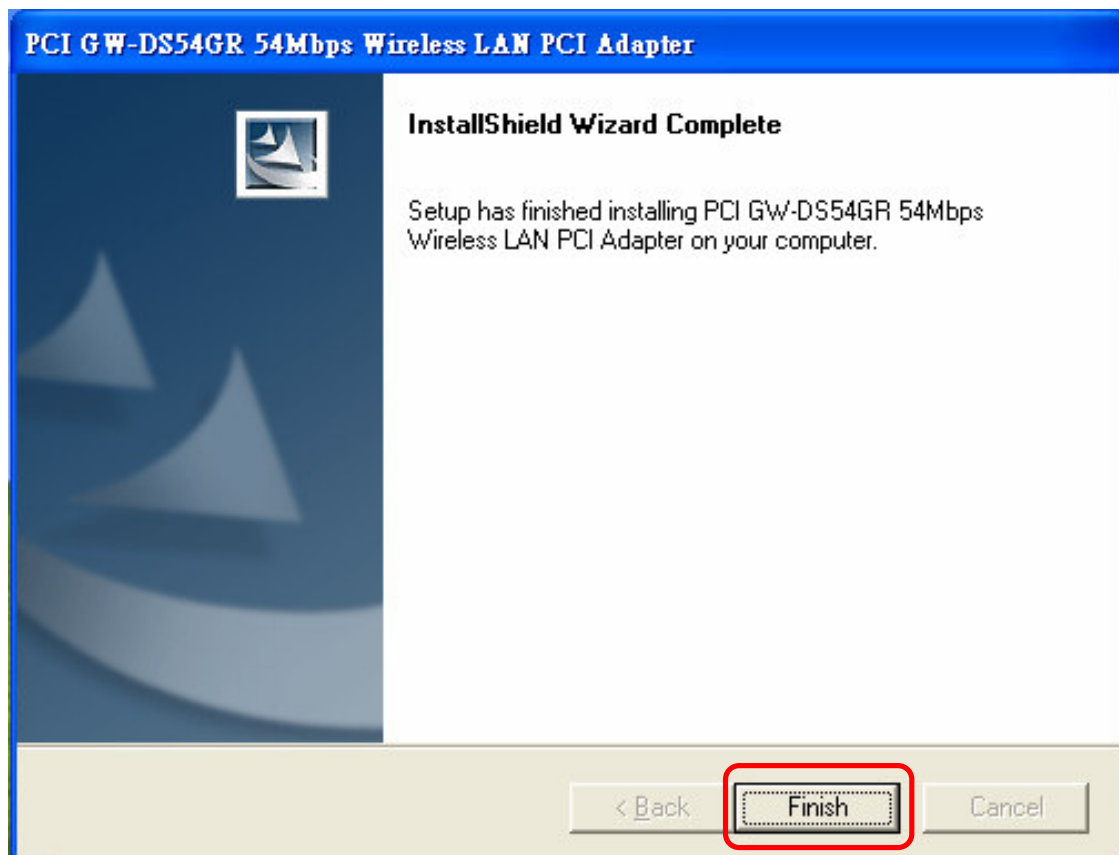 PCI GW-DS54GR 54Mbps Wireless LAN PCI Adapter
InstallShield Wizard Complete
Setup has finished installing PCI GW-DS54GR 54Mbps
Wireless LAN PCI Adapter on your computer.
< Back
Finish
Cancel